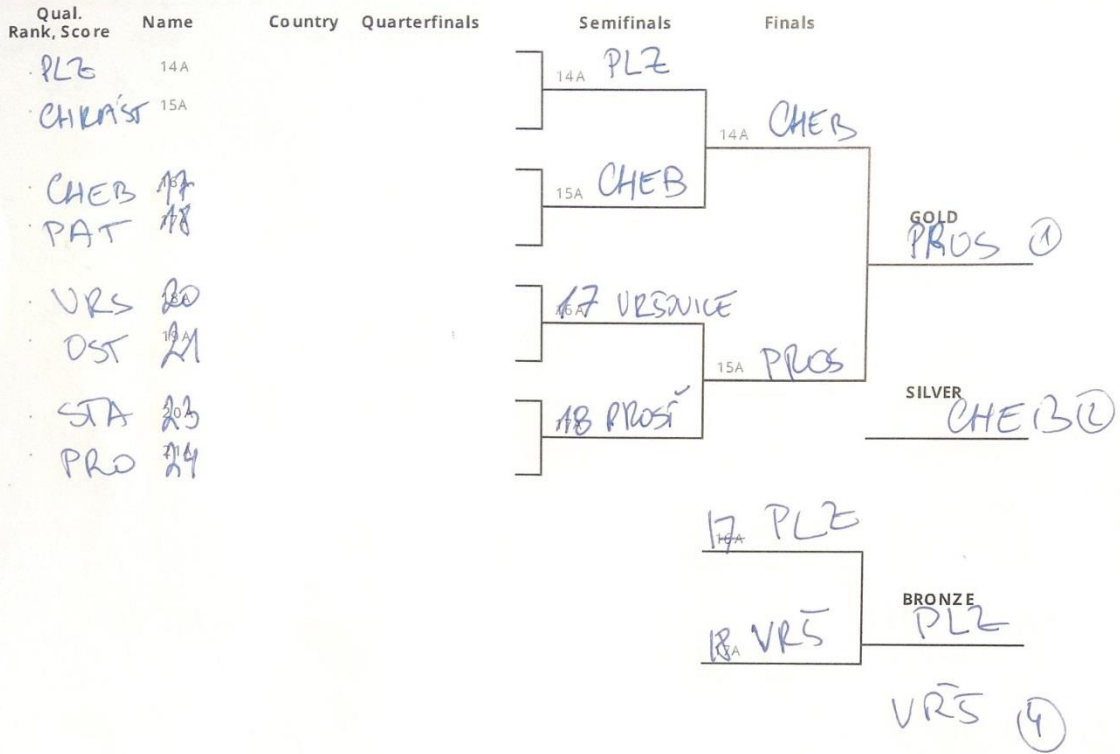 Qual. Rank, Score Name Country Quarterfinals Semifinals Finals
PLZ 14A
CHRÁST 15A
14A PLZ
14A CHEB
CHEB 17
PAT 18
15A CHEB
GOLD
PROS 1
VRS 20
OST 21
17 VRŠNICE
15A PROS
SILVER
CHEB 2
STA 23
PRO 24
18 PROSI
17 PLZ
BRONZE
PLZ
18 VRŠ
VRŠ 4